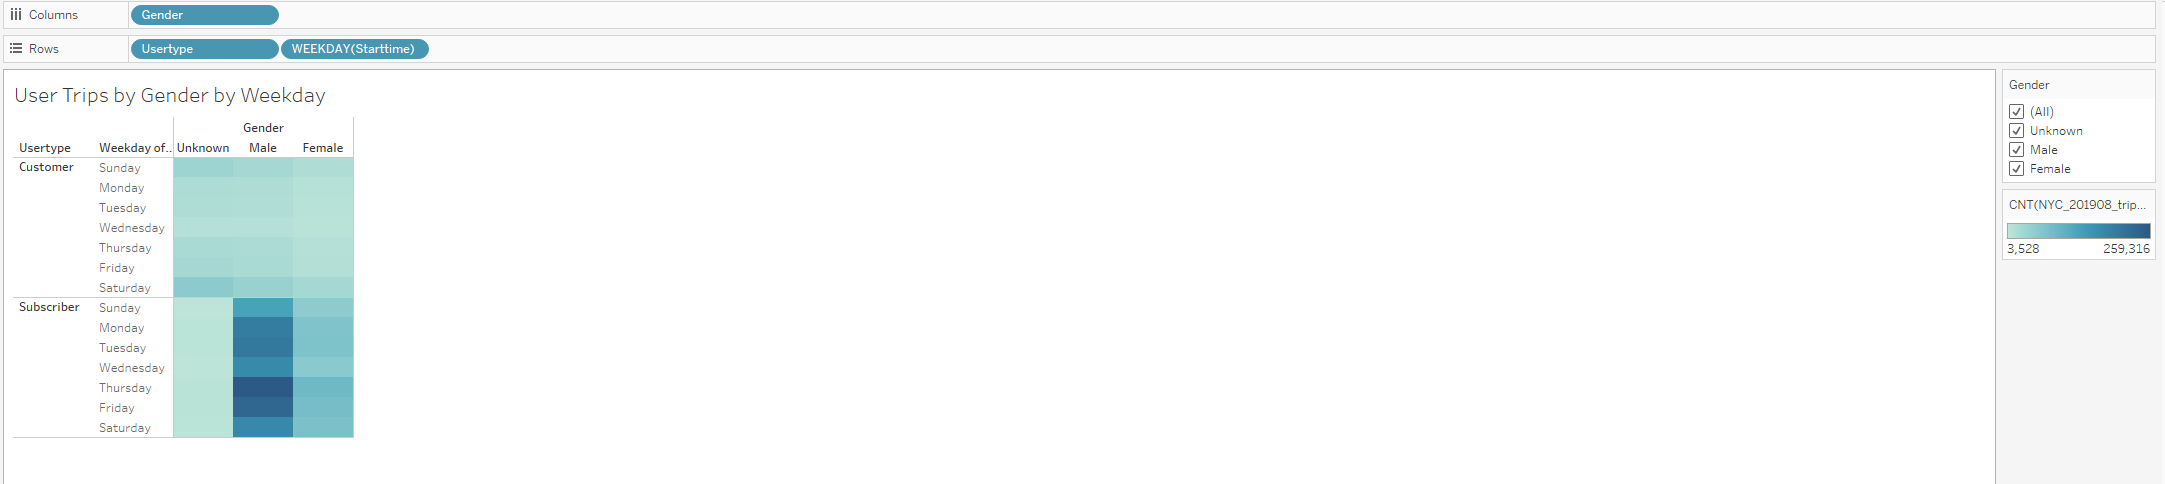 Columns Gender
Rows Usertype WEEKDAY(Starttime)
User Trips by Gender by Weekday
Gender
Usertype Weekday of.. Unknown Male Female
Customer Sunday
Monday
Tuesday
Wednesday
Thursday
Friday
Saturday
Subscriber Sunday
Monday
Tuesday
Wednesday
Thursday
Friday
Saturday
Gender
(All)
Unknown
Male
Female
CNT(NYC_201908_trip...
3,528 259,316